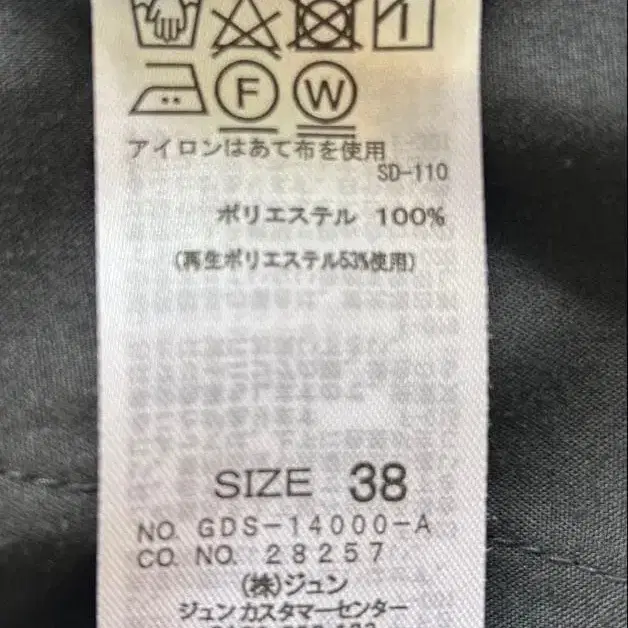 F W
アイロンはあて布を使用
SD-110
ポリエステル 100%
(再生ポリエステル53%使用)
SIZE 38
NO. GDS-14000-A
CO. NO. 28257
(株)ジュン
ジュンカスタマーセンター